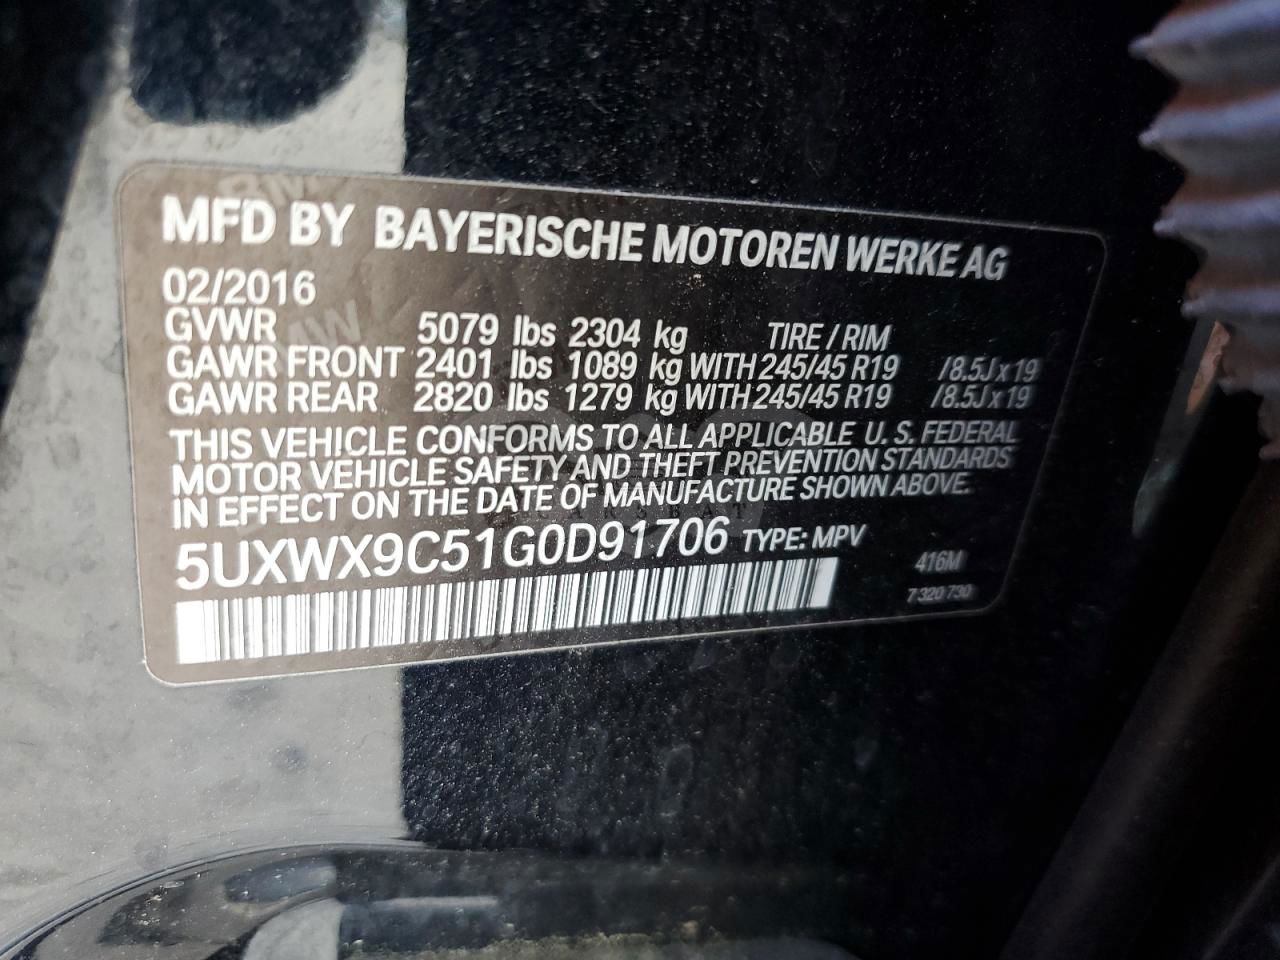 MFD BY BAYERISCHE MOTOREN WERKE AG
02/2016
GVWR 5079 lbs 2304 kg TIRE / RIM
GAWR FRONT 2401 lbs 1089 kg WITH 245/45 R19 /8.5J x 19
GAWR REAR 2820 lbs 1279 kg WITH 245/45 R19 /8.5J x 19
THIS VEHICLE CONFORMS TO ALL APPLICABLE U.S. FEDERAL
MOTOR VEHICLE SAFETY AND THEFT PREVENTION STANDARDS
IN EFFECT ON THE DATE OF MANUFACTURE SHOWN ABOVE.
5UXWX9C51G0D91706 TYPE: MPV
416M
7 320 730